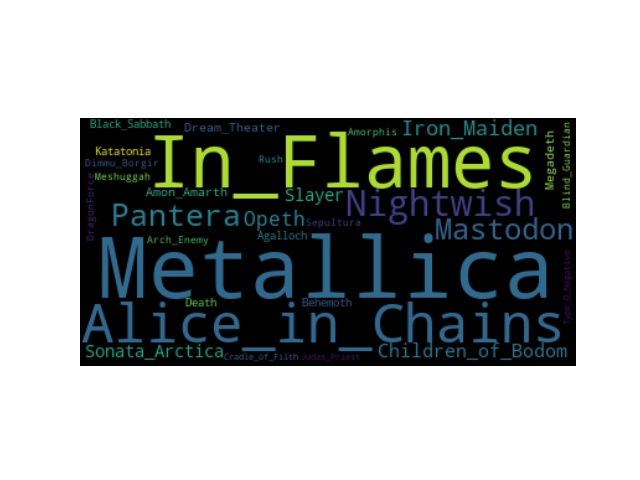 Black_Sabbath
Dream_Theater
Amorphis
Iron_Maiden
Megadeth
Blind_Guardian
Katatonia
In_Flames
Rush
Dimmu_Borgir
Meshuggah
DragonForce
Amon_Amarth
Slayer
Nightwish
Pantera
Opeth
Sepultura
Mastodon
Arch_Enemy
Agalloch
Metallica
Type_O_Negative
Death
Behemoth
Alice_in_Chains
Sonata_Arctica
Cradle_of_Filth
Judas_Priest
Children_of_Bodom